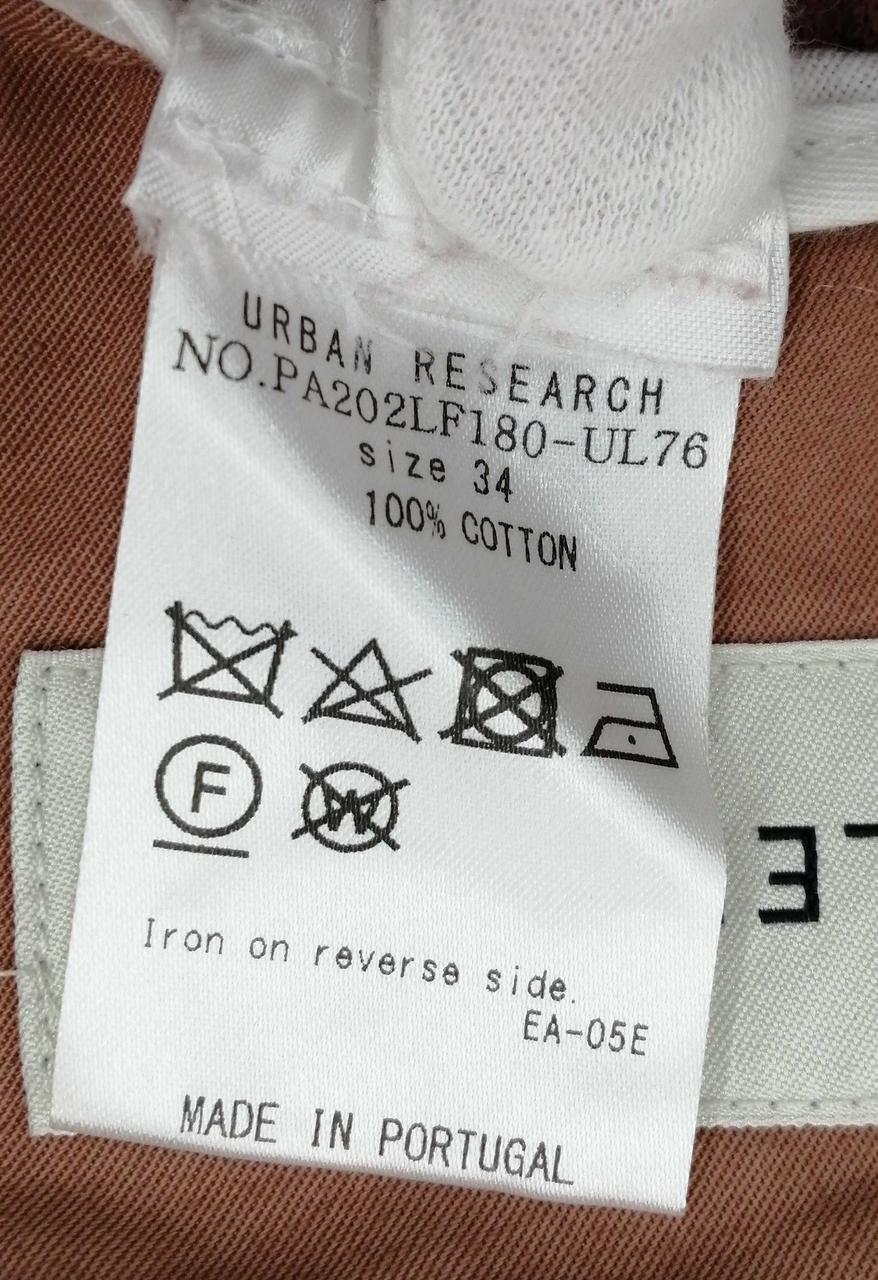 URBAN RESEARCH
NO.PA202LF180-UL76
size 34
100% COTTON
F
W
Iron on reverse side.
EA-05E
MADE IN PORTUGAL